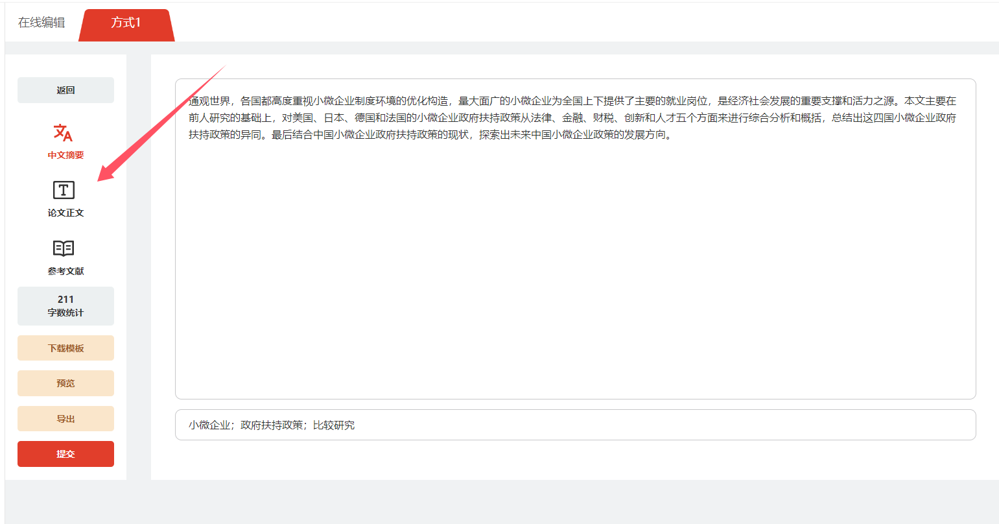 在线编辑
方式1
返回
中文摘要
论文正文
参考文献
211
字数统计
下载模板
预览
导出
提交
通观世界，各国都高度重视小微企业制度环境的优化构造，量大面广的小微企业为全国上下提供了主要的就业岗位，是经济社会发展的重要支撑和活力之源。本文主要在
前人研究的基础上，对美国、日本、德国和法国的小微企业政府扶持政策从法律、金融、财税、创新和人才五个方面来进行综合分析和概括，总结出这四国小微企业政府
扶持政策的异同。最后结合中国小微企业政府扶持政策的现状，探索出未来中国小微企业政策的发展方向。
小微企业；政府扶持政策；比较研究